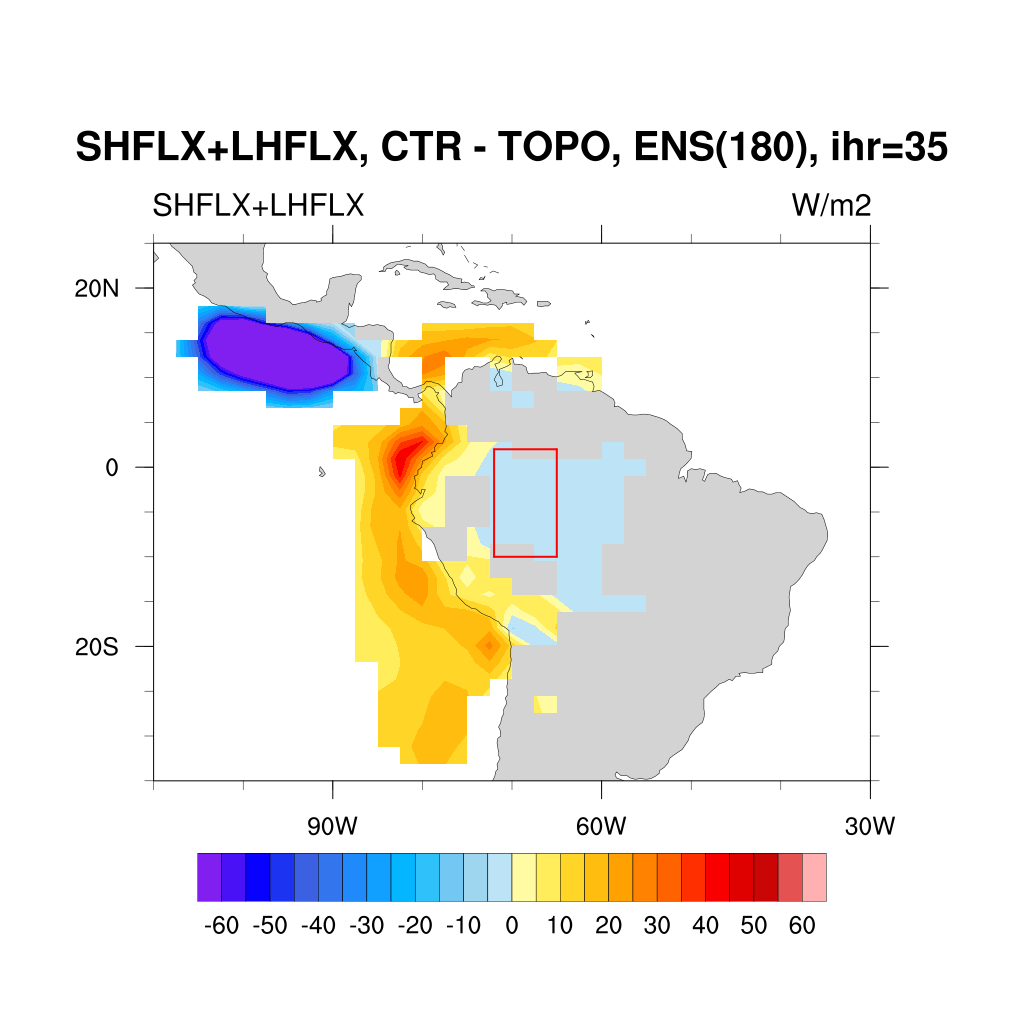 SHFLX+LHFLX, CTR - TOPO, ENS(180), ihr=35
SHFLX+LHFLX W/m2
20N
0
20S
90W 60W 30W
-60 -50 -40 -30 -20 -10 0 10 20 30 40 50 60